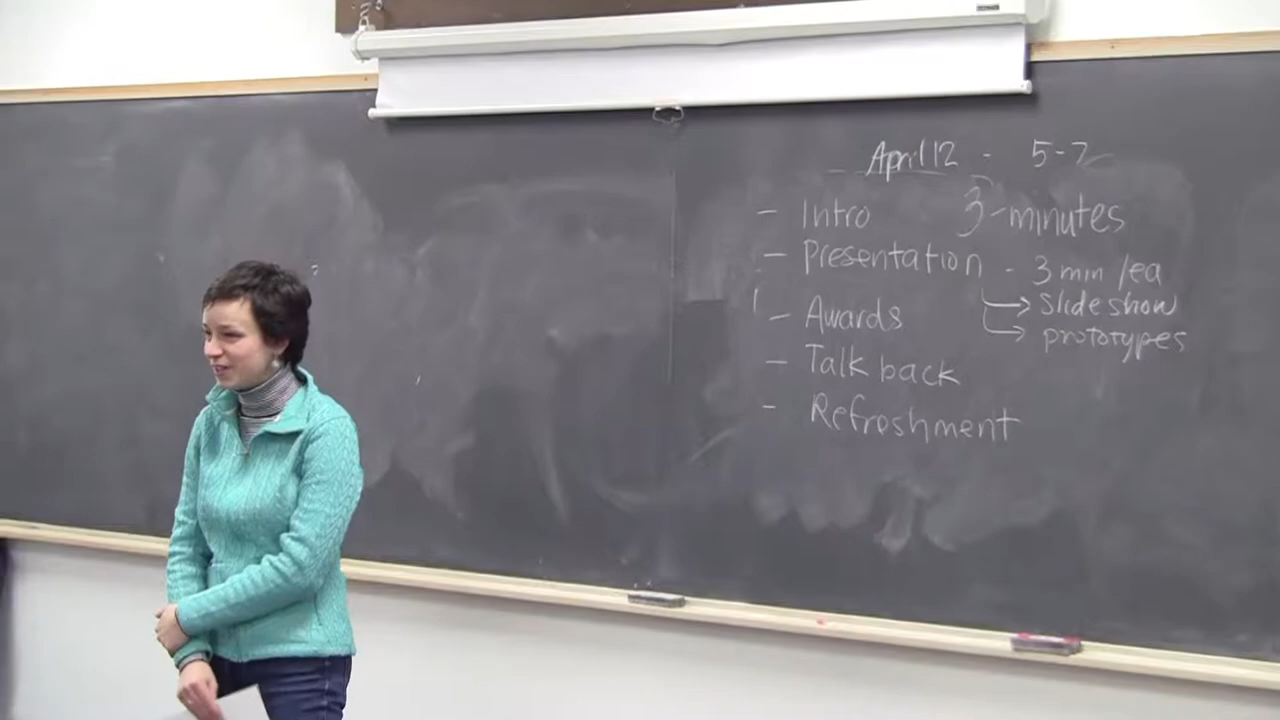 - April 12 - 5-7
- Intro 3-minutes
- Presentation - 3 min /ea
→ Slide show
→ prototypes
- Awards
- Talk back
- Refreshment